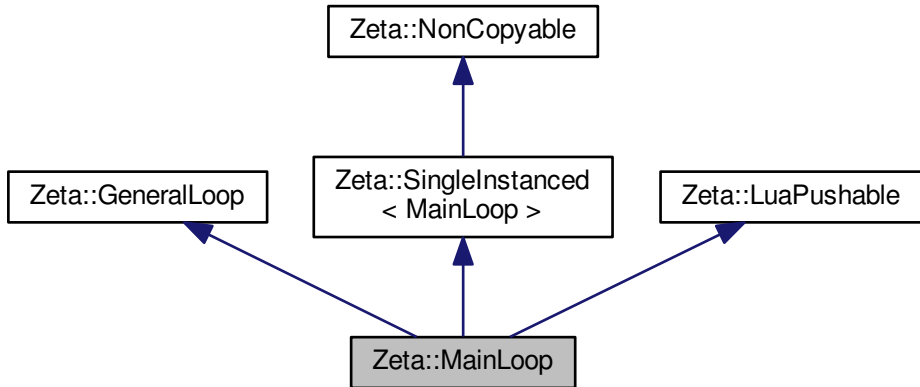 Zeta::NonCopyable
Zeta::GeneralLoop
Zeta::SingleInstanced
< MainLoop >
Zeta::LuaPushable
Zeta::MainLoop